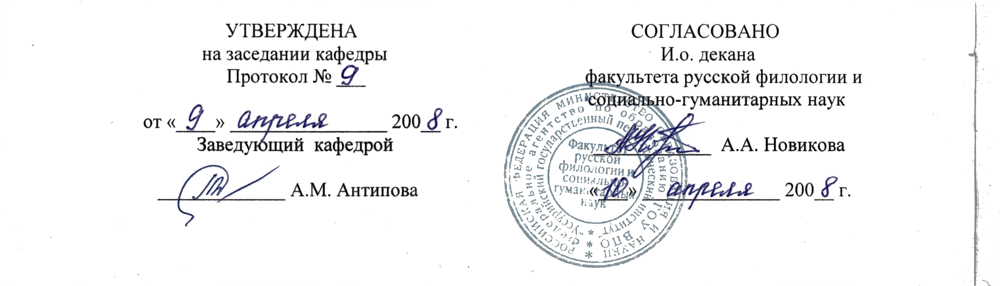 УТВЕРЖДЕНА
на заседании кафедры
Протокол № 9
от « 9 » апреля 2008 г.
Заведующий кафедрой
А.М. Антипова
СОГЛАСОВАНО
И.о. декана
факультета русской филологии и
социально-гуманитарных наук
А.А. Новикова
«10» апреля 2008 г.
РОССИЙСКАЯ ФЕДЕРАЦИЯ МИНИСТЕРСТВО ОБРАЗОВАНИЯ И НАУКИ *
Федеральное агентство по образованию ГОУ ВПО *
"Уссурийский государственный педагогический институт" *
Факультет
русской
филологии и
социально-
гуманитарных
наук